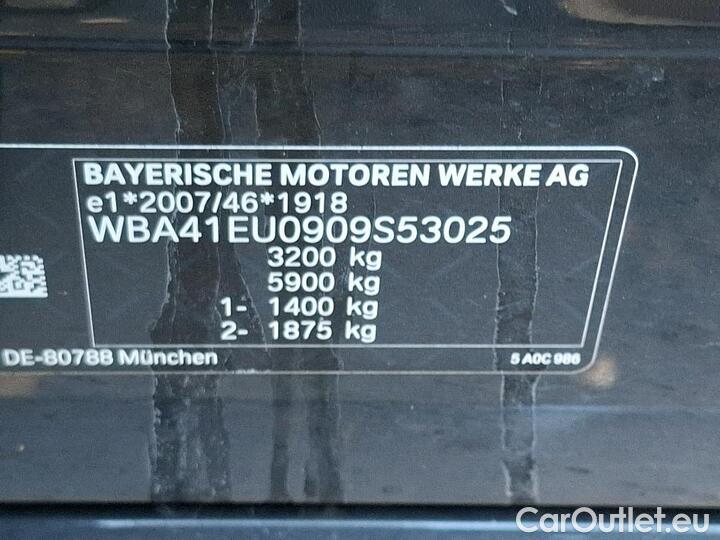 BAYERISCHE MOTOREN WERKE AG
e1*2007/46*1918
WBA41EU0909S53025
3200 kg
5900 kg
1- 1400 kg
2- 1875 kg
DE-80788 München
5 A0C 986
CarOutlet.eu